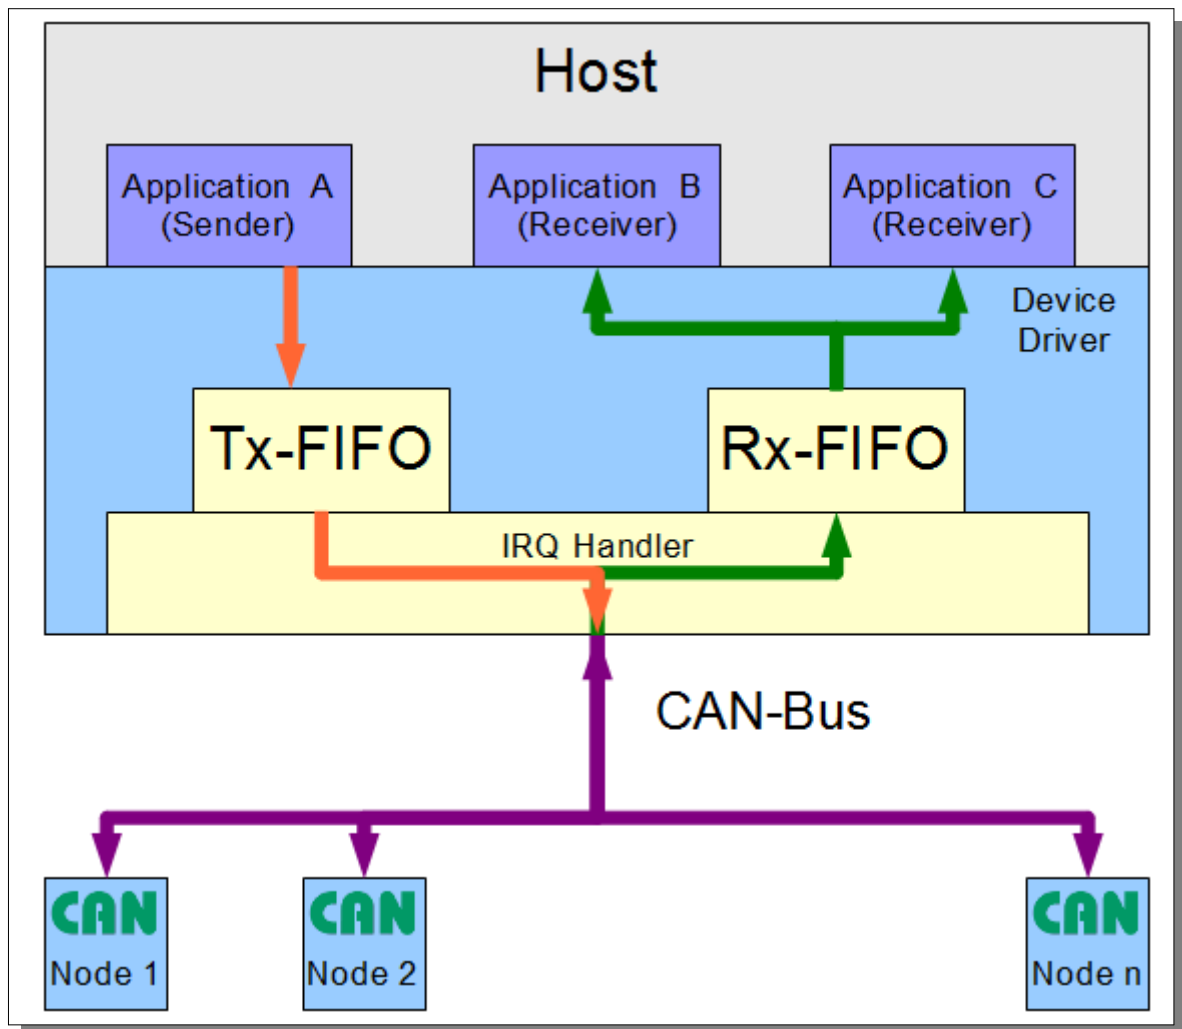 Host
Application A
(Sender)
Application B
(Receiver)
Application C
(Receiver)
Device
Driver
Tx-FIFO
Rx-FIFO
IRQ Handler
CAN-Bus
CAN
Node 1
CAN
Node 2
CAN
Node n